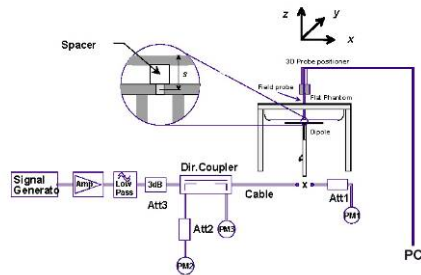 z
y
x
Spacer
s
3D Probe positioner
Field probe
Flat Phantom
Dipole
Signal
Generato
Amp
Low
Pass
3dB
Att3
Dir.Coupler
Cable
x
Att1
Att2
PM3
PM1
PM2
PC